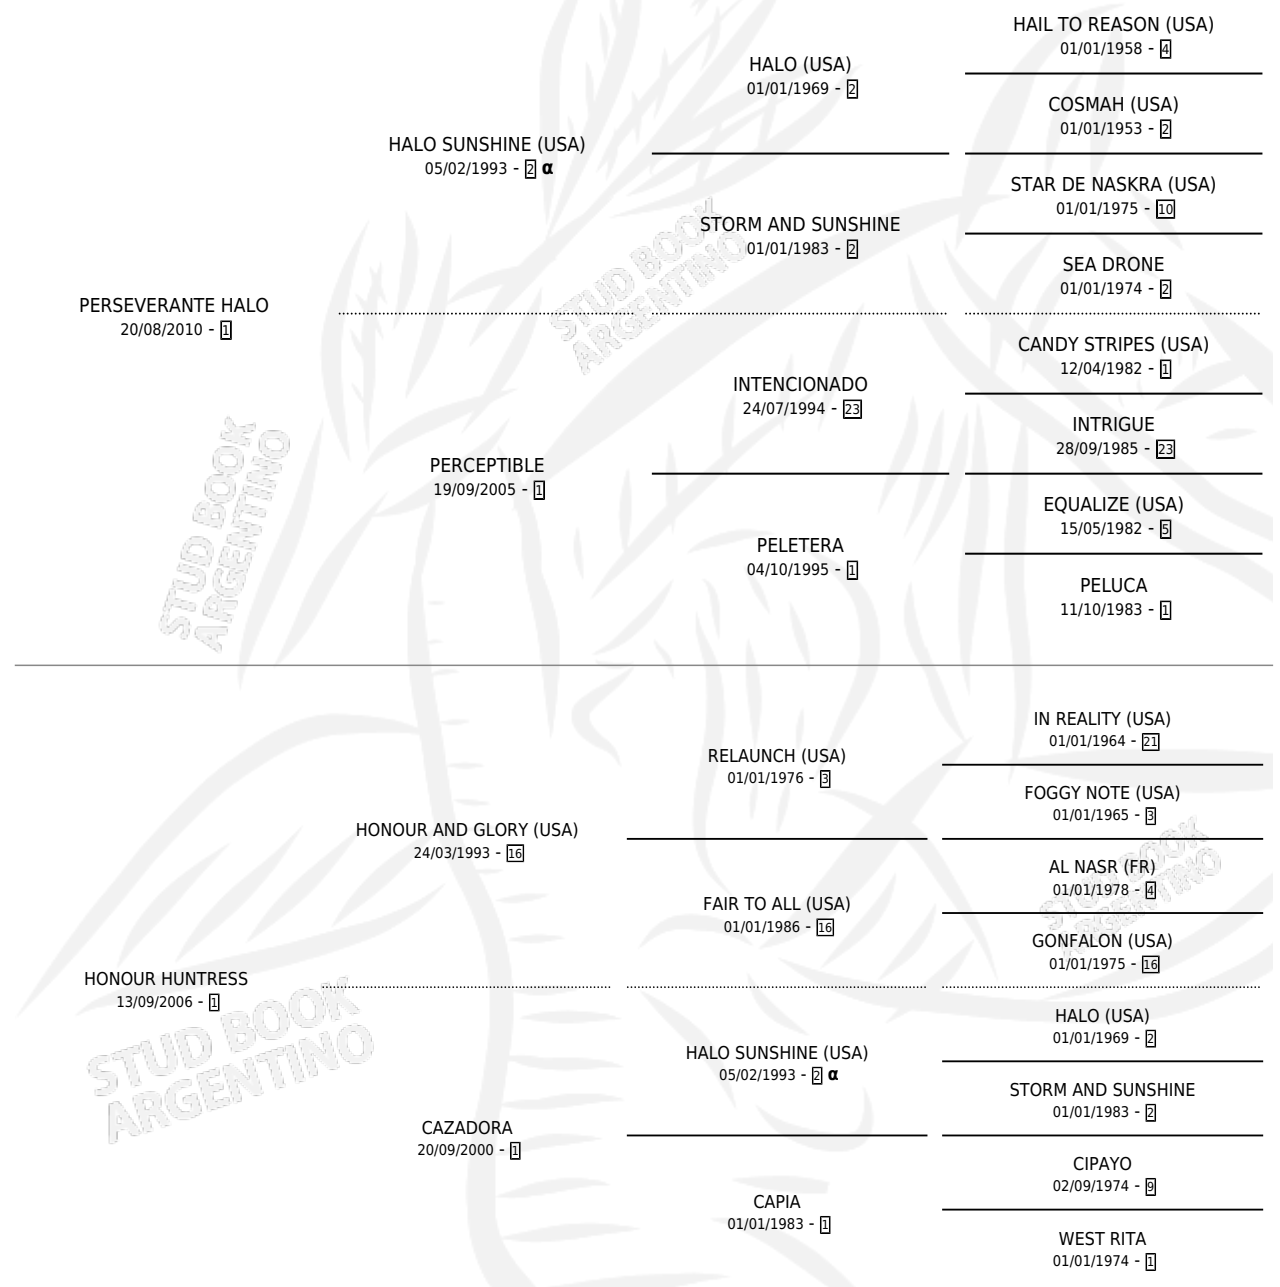 HAIL TO REASON (USA)
01/01/1958 - 4
HALO (USA)
01/01/1969 - 2
COSMAH (USA)
01/01/1953 - 2
HALO SUNSHINE (USA)
05/02/1993 - 2 α
STAR DE NASKRA (USA)
01/01/1975 - 10
STORM AND SUNSHINE
01/01/1983 - 2
SEA DRONE
01/01/1974 - 2
PERSEVERANTE HALO
20/08/2010 - 1
CANDY STRIPES (USA)
12/04/1982 - 1
INTENCIONADO
24/07/1994 - 23
INTRIGUE
28/09/1985 - 23
PERCEPTIBLE
19/09/2005 - 1
EQUALIZE (USA)
15/05/1982 - 5
PELETERA
04/10/1995 - 1
PELUCA
11/10/1983 - 1
IN REALITY (USA)
01/01/1964 - 21
RELAUNCH (USA)
01/01/1976 - 3
FOGGY NOTE (USA)
01/01/1965 - 3
HONOUR AND GLORY (USA)
24/03/1993 - 16
AL NASR (FR)
01/01/1978 - 4
FAIR TO ALL (USA)
01/01/1986 - 16
GONFALON (USA)
01/01/1975 - 16
HONOUR HUNTRESS
13/09/2006 - 1
HALO (USA)
01/01/1969 - 2
HALO SUNSHINE (USA)
05/02/1993 - 2 α
STORM AND SUNSHINE
01/01/1983 - 2
CAZADORA
20/09/2000 - 1
CIPAYO
02/09/1974 - 9
CAPIA
01/01/1983 - 1
WEST RITA
01/01/1974 - 1
STUD BOOK
ARGENTINO
STUD BOOK
ARGENTINO
STUD BOOK
ARGENTINO
STUD BOOK
ARGENTINO